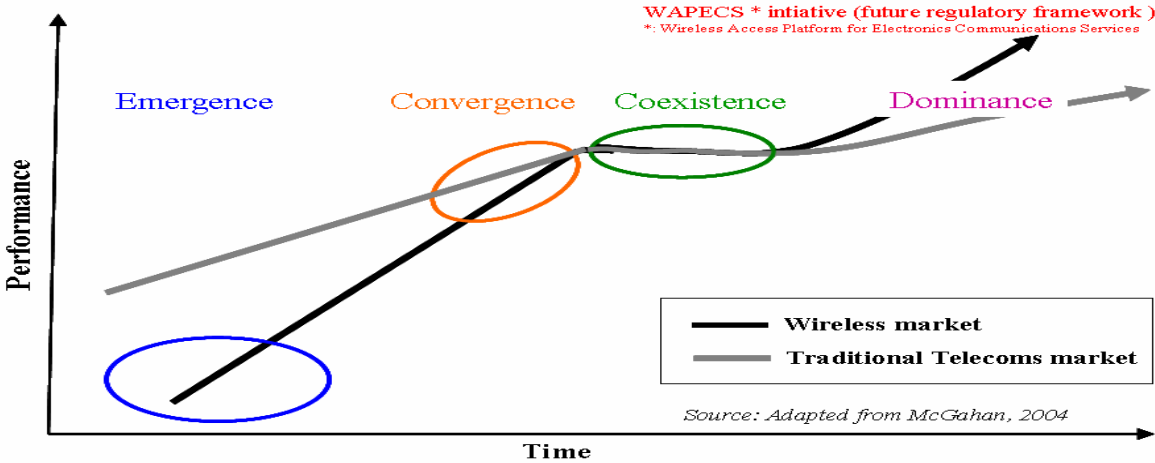 WAPECS * intiative (future regulatory framework )
*: Wireless Access Platform for Electronics Communications Services
Emergence Convergence Coexistence Dominance
Performance
Wireless market
Traditional Telecoms market
Source: Adapted from McGahan, 2004
Time